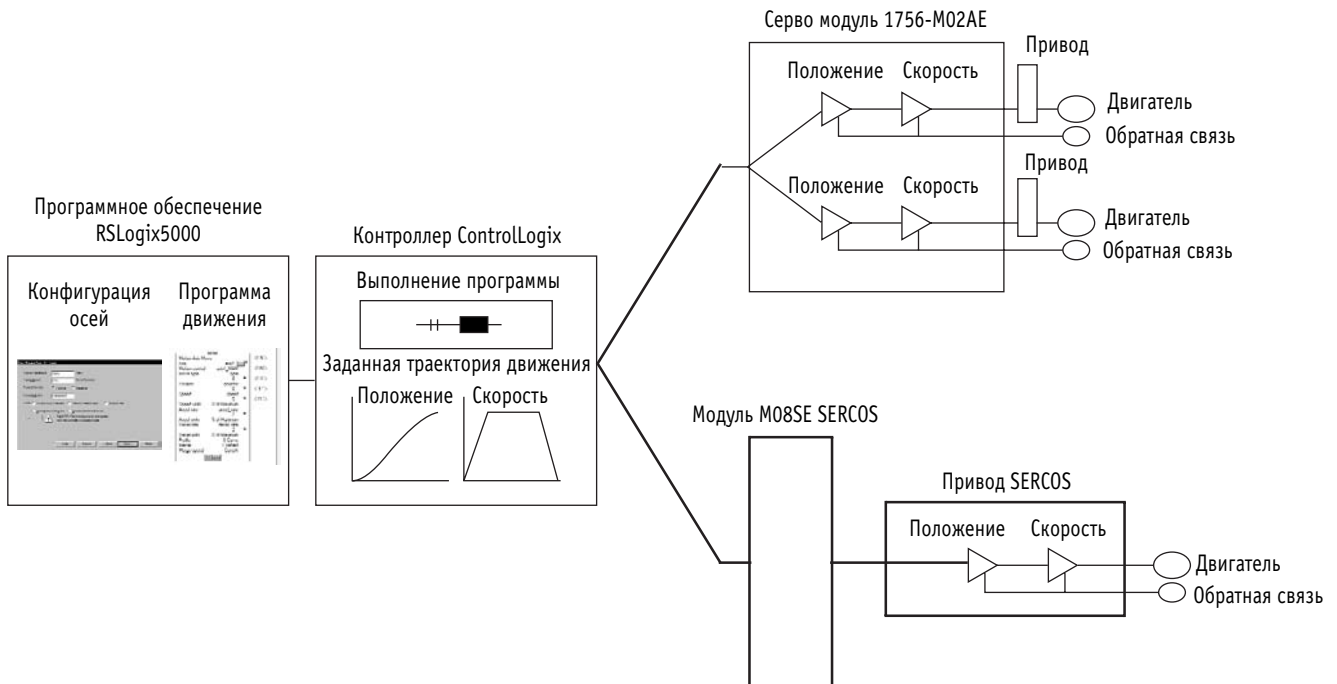 Программное обеспечение
RSLogix5000
Конфигурация
осей
Программа
движения
Контроллер ControlLogix
Выполнение программы
Заданная траектория движения
Положение
Скорость
Серво модуль 1756-M02AE
Положение
Скорость
Привод
Двигатель
Обратная связь
Положение
Скорость
Привод
Двигатель
Обратная связь
Модуль M08SE SERCOS
Привод SERCOS
Положение
Скорость
Двигатель
Обратная связь